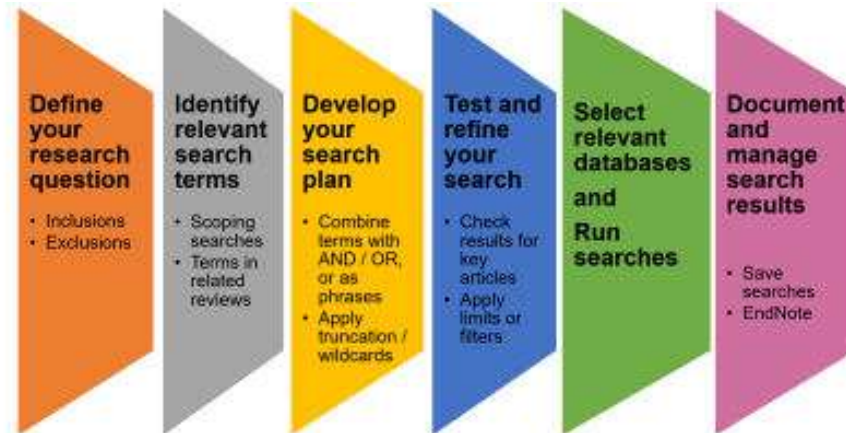 Define
your
research
question
• Inclusions
• Exclusions
Identify
relevant
search
terms
• Scoping
searches
• Terms in
related
reviews
Develop
your
search
plan
• Combine
terms with
AND / OR,
or as
phrases
• Apply
truncation /
wildcards
Test and
refine
your
search
• Check
results for
key
articles
• Apply
limits or
filters
Select
relevant
databases
and
Run
searches
Document
and
manage
search
results
• Save
searches
• EndNote